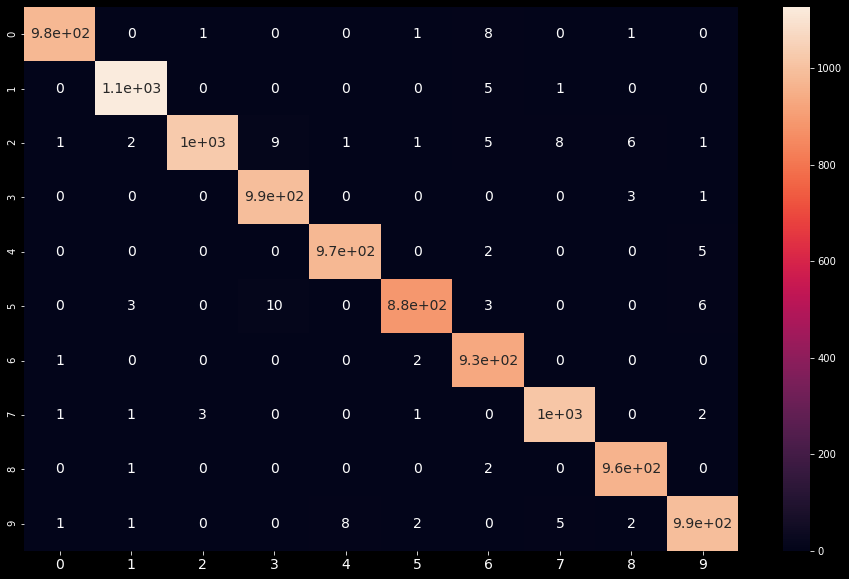 0 9.8e+02 0 1 0 0 1 8 0 1 0
1 0 1.1e+03 0 0 0 0 5 1 0 0
2 1 2 1e+03 9 1 1 5 8 6 1
3 0 0 0 9.9e+02 0 0 0 0 3 1
4 0 0 0 0 9.7e+02 0 2 0 0 5
5 0 3 0 10 0 8.8e+02 3 0 0 6
6 1 0 0 0 0 2 9.3e+02 0 0 0
7 1 1 3 0 0 1 0 1e+03 0 2
8 0 1 0 0 0 0 2 0 9.6e+02 0
9 1 1 0 0 8 2 0 5 2 9.9e+02
0 1 2 3 4 5 6 7 8 9
1000
800
600
400
200
0